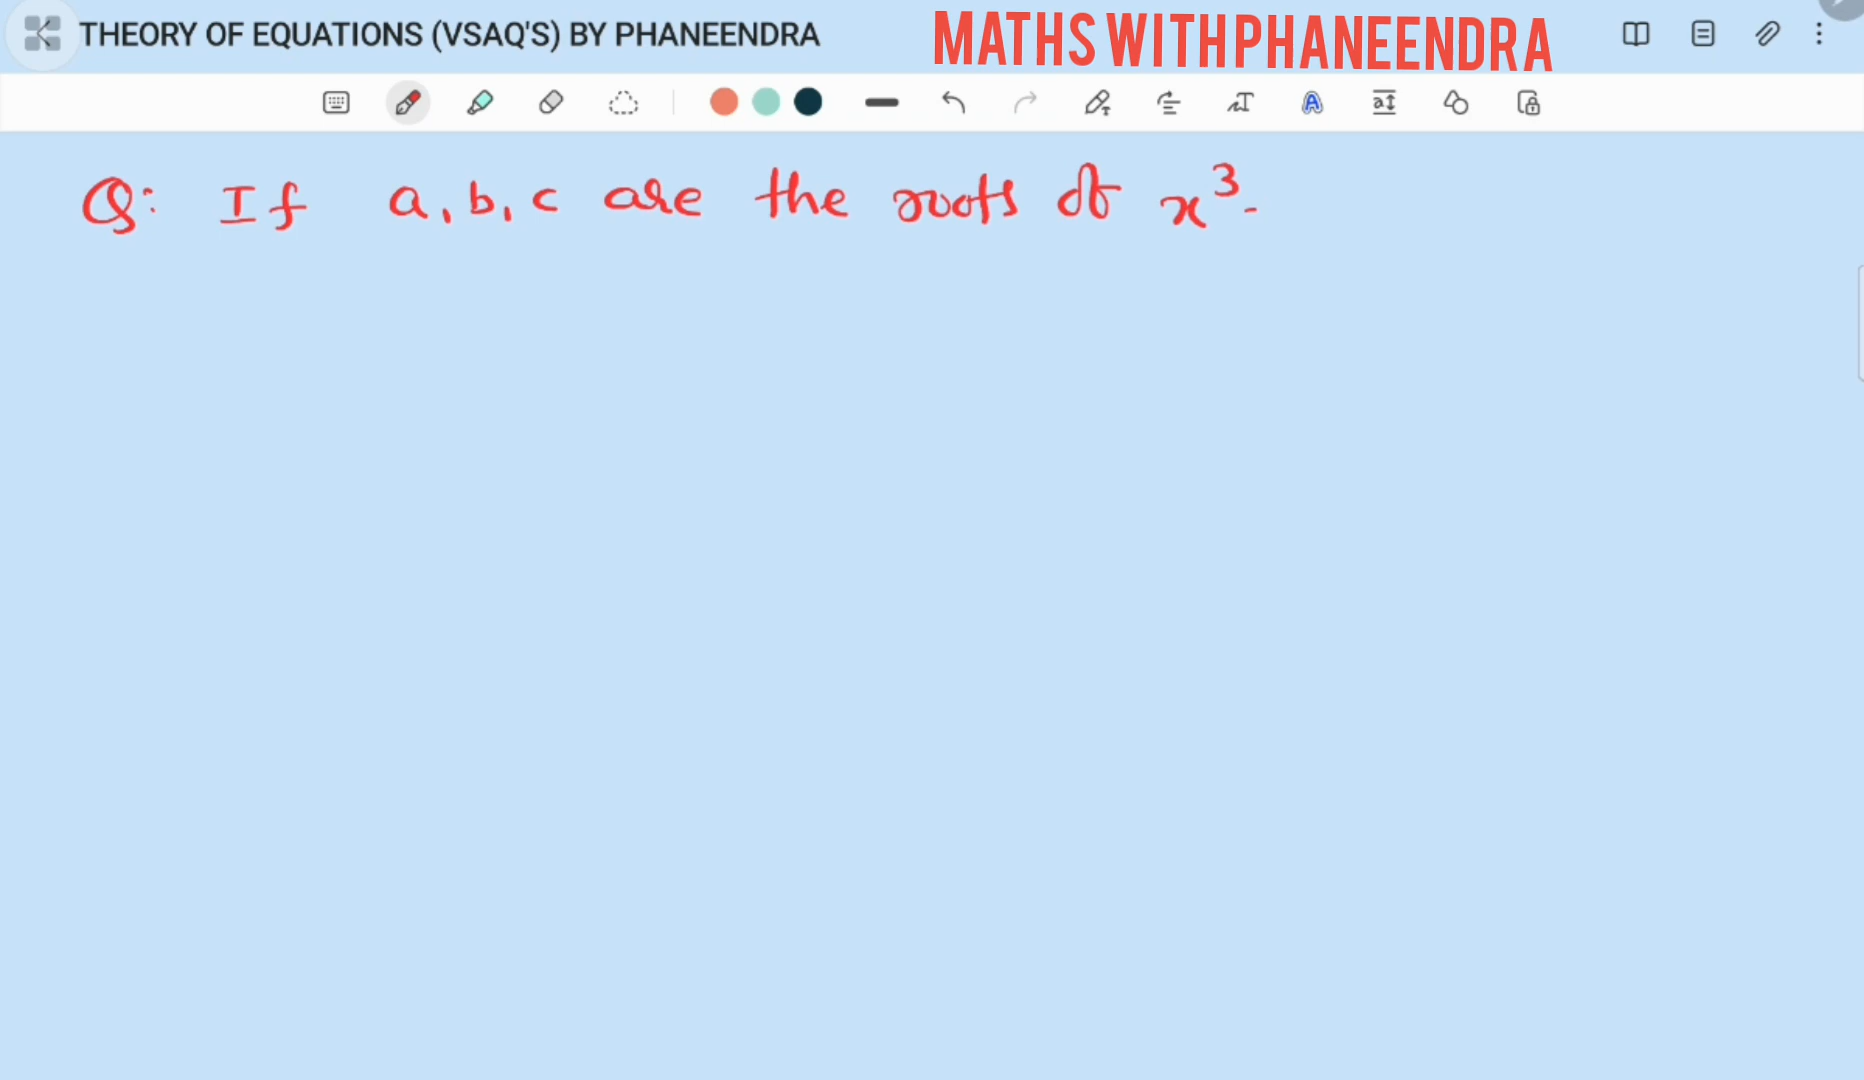 THEORY OF EQUATIONS (VSAQ'S) BY PHANEENDRA
MATHS WITH PHANEENDRA
Q: If a, b, c are the roots of x³-